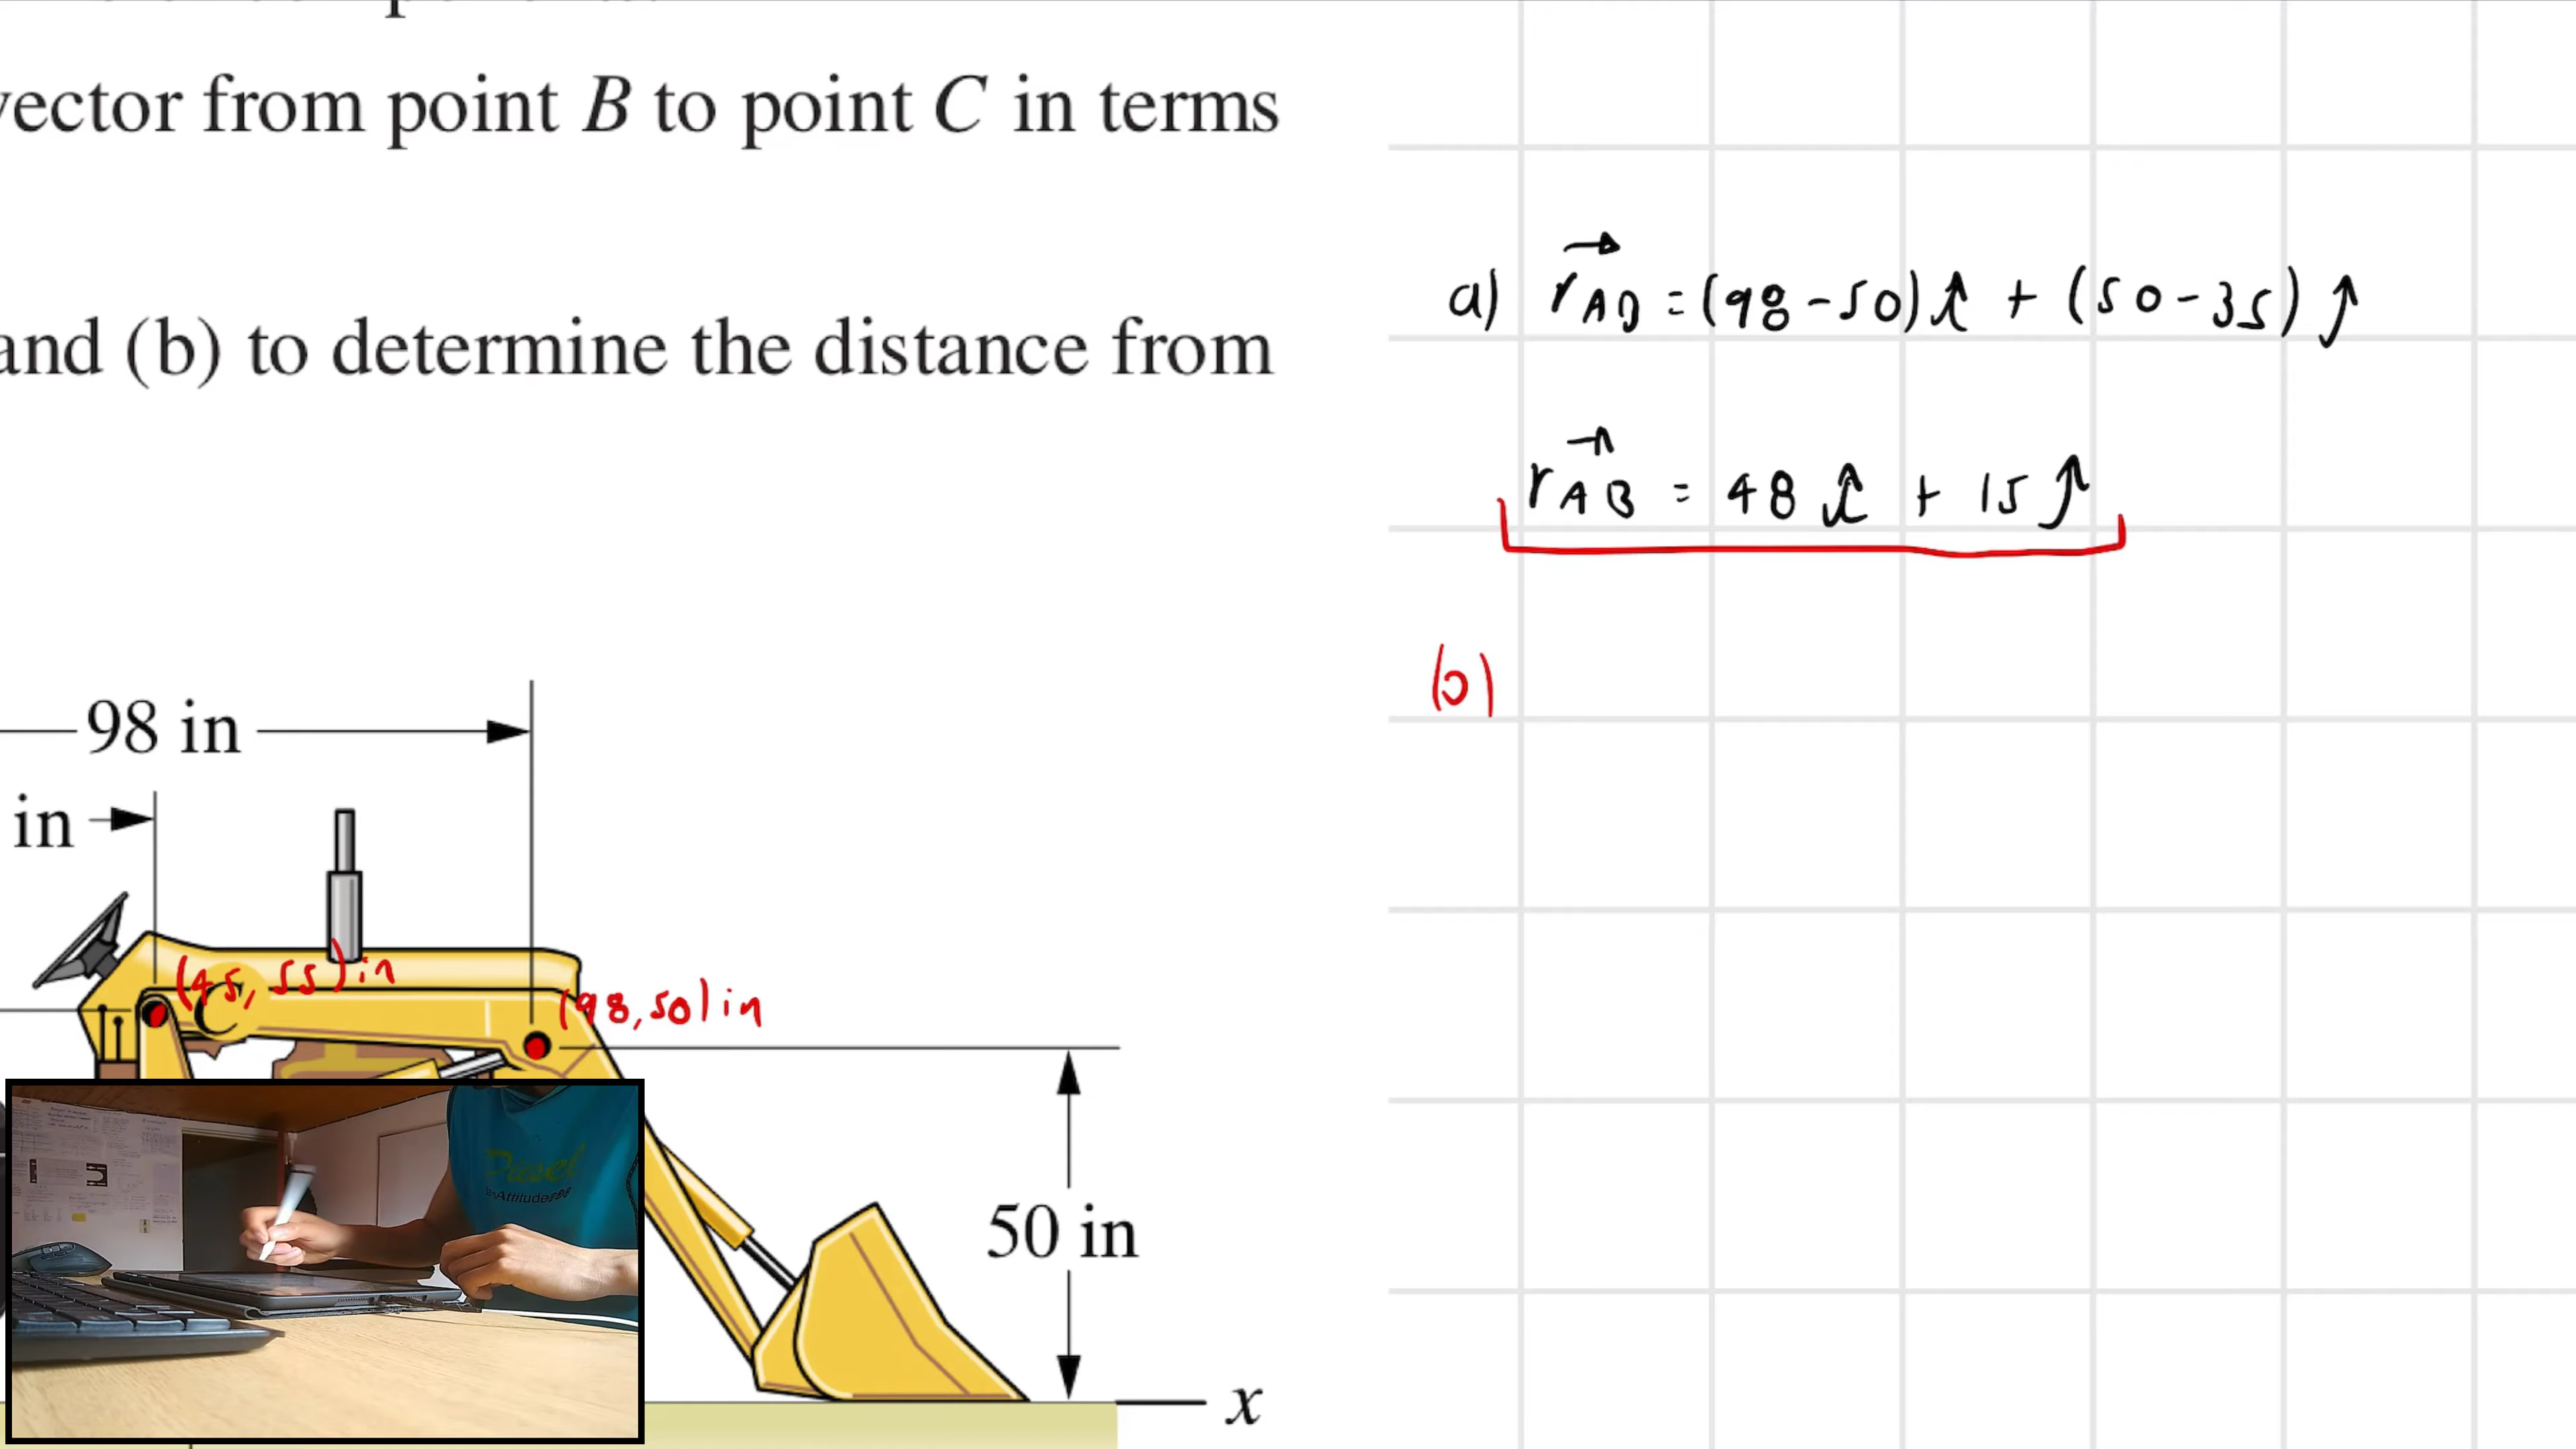 vector from point B to point C in terms
and (b) to determine the distance from
a) r AB = (98 - 50) i + (50 - 35) j
r AB = 48 i + 15 j
(b)
98 in
in
(45, 55) in
C
(98, 50) in
50 in
x
Diesel